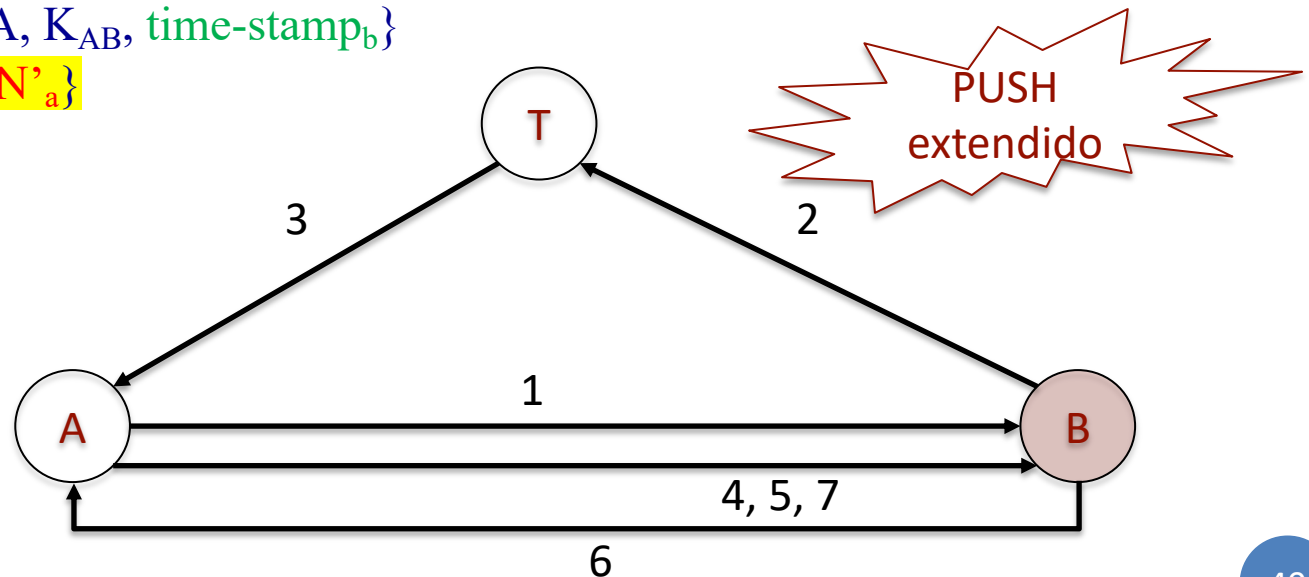 A, K_AB, time-stamp_b}
N’_a}
PUSH
extendido
T
3
2
1
A
B
4, 5, 7
6